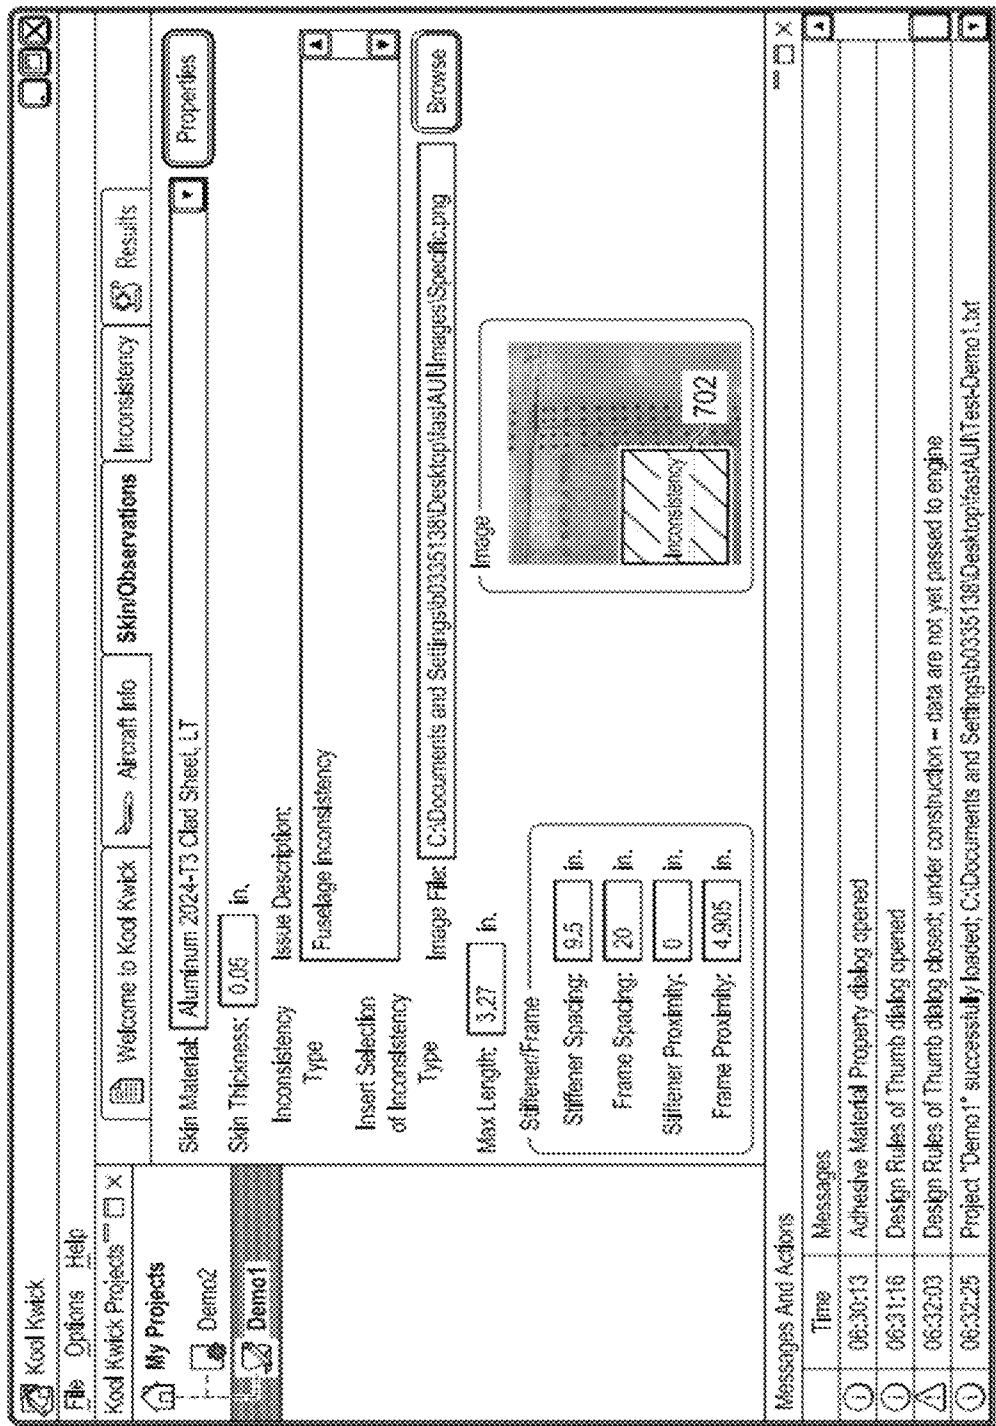 Kool Kwick
File Options Help
Kool Kwick Projects
My Projects
Demo2
Demo1
Welcome to Kool Kwick
Aircraft Info
Skin/Observations
Inconsistency
Results
Skin Material: Aluminum 2024-T3 Clad Sheet, LT
Properties
Skin Thickness: 0.05 in.
Inconsistency
Type
Issue Description:
Fuselage inconsistency
Insert Selection
of Inconsistency
Type
Image File: C:\Documents and Settings\b0335138\Desktop\fastAUI\Images\Specific.png
Browse
Max Length: 3.27 in.
Stiffener/Frame
Stiffener Spacing: 9.5 in.
Frame Spacing: 20 in.
Stiffener Proximity: 0 in.
Frame Proximity: 4.905 in.
Image
Inconsistency
702
Messages And Actions
Time Messages
06:30:13 Adhesive Material Property dialog opened
06:31:16 Design Rules of Thumb dialog opened
06:32:03 Design Rules of Thumb dialog closed; under construction -- data are not yet passed to engine
06:32:25 Project "Demo1" successfully loaded; C:\Documents and Settings\b0335138\Desktop\fastAUI\Test-Demo1.txt